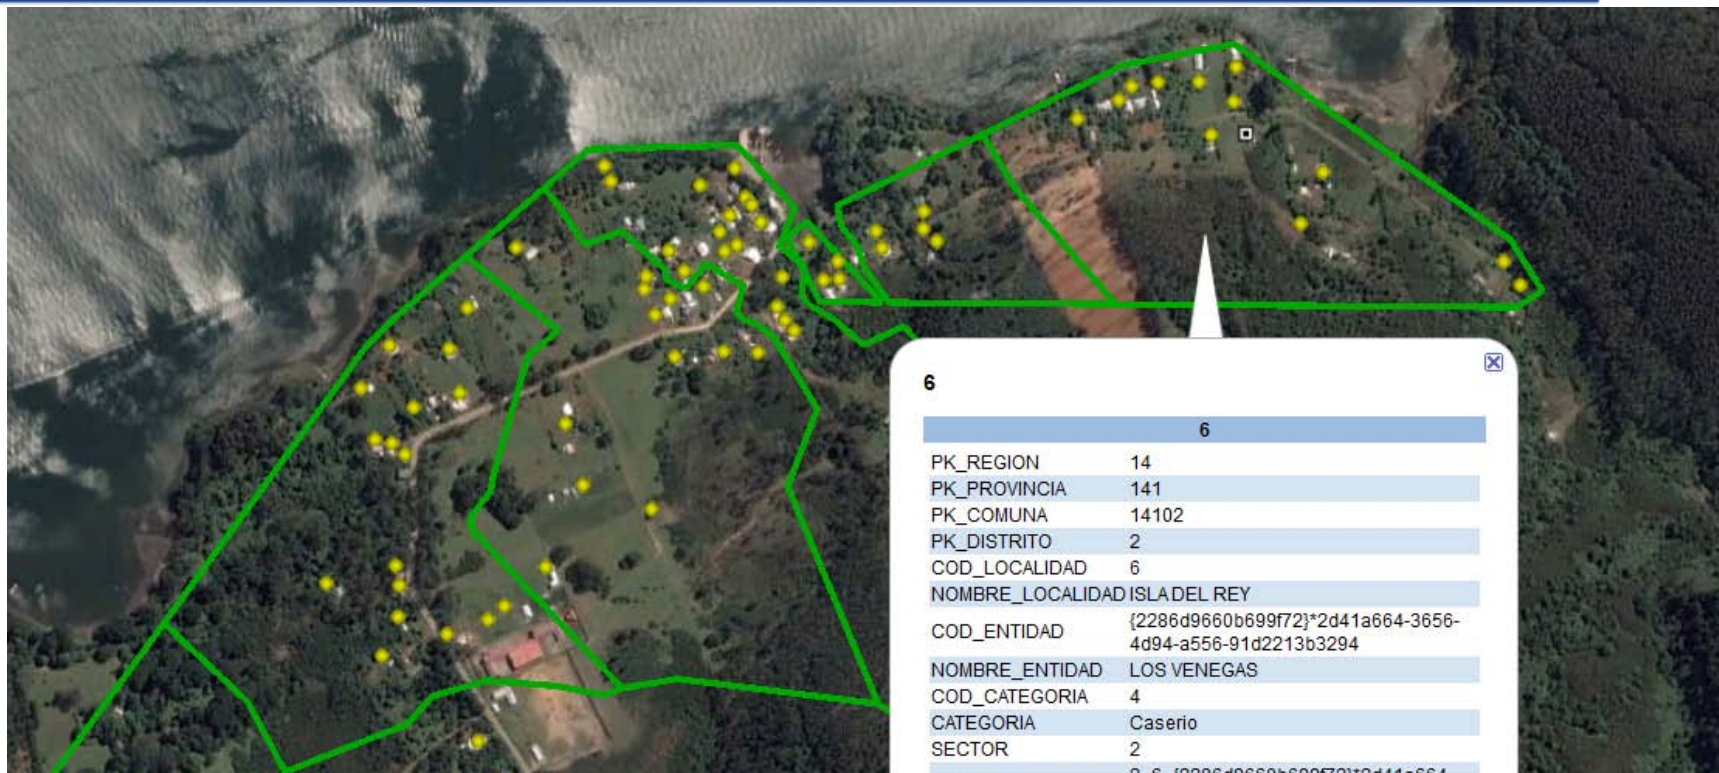 6
6
PK_REGION 14
PK_PROVINCIA 141
PK_COMUNA 14102
PK_DISTRITO 2
COD_LOCALIDAD 6
NOMBRE_LOCALIDAD ISLA DEL REY
COD_ENTIDAD {2286d9660b699f72}*2d41a664-3656-
4d94-a556-91d2213b3294
NOMBRE_ENTIDAD LOS VENEGAS
COD_CATEGORIA 4
CATEGORIA Caserio
SECTOR 2